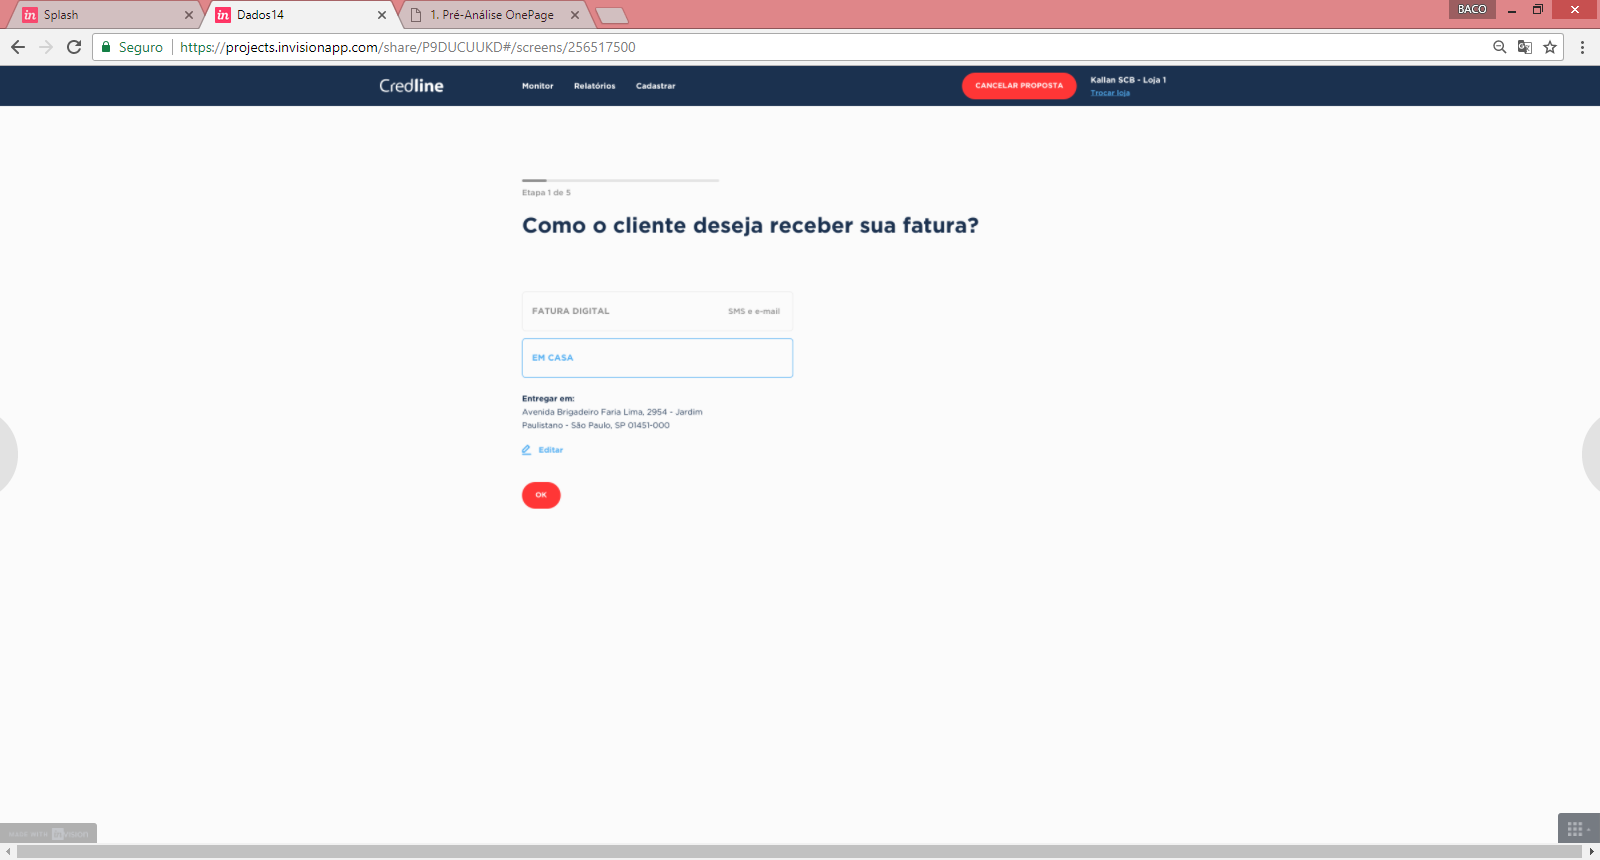 Splash
Dados14
1. Pré-Análise OnePage
BACO
Seguro
https://projects.invisionapp.com/share/P9DUCUUKD#/screens/256517500
Credline
Monitor
Relatórios
Cadastrar
CANCELAR PROPOSTA
Kallan SCB - Loja 1
Trocar loja
Etapa 1 de 5
Como o cliente deseja receber sua fatura?
FATURA DIGITAL
SMS e e-mail
EM CASA
Entregar em:
Avenida Brigadeiro Faria Lima, 2954 - Jardim
Paulistano - São Paulo, SP 01451-000
Editar
OK
MADE WITH inVISION